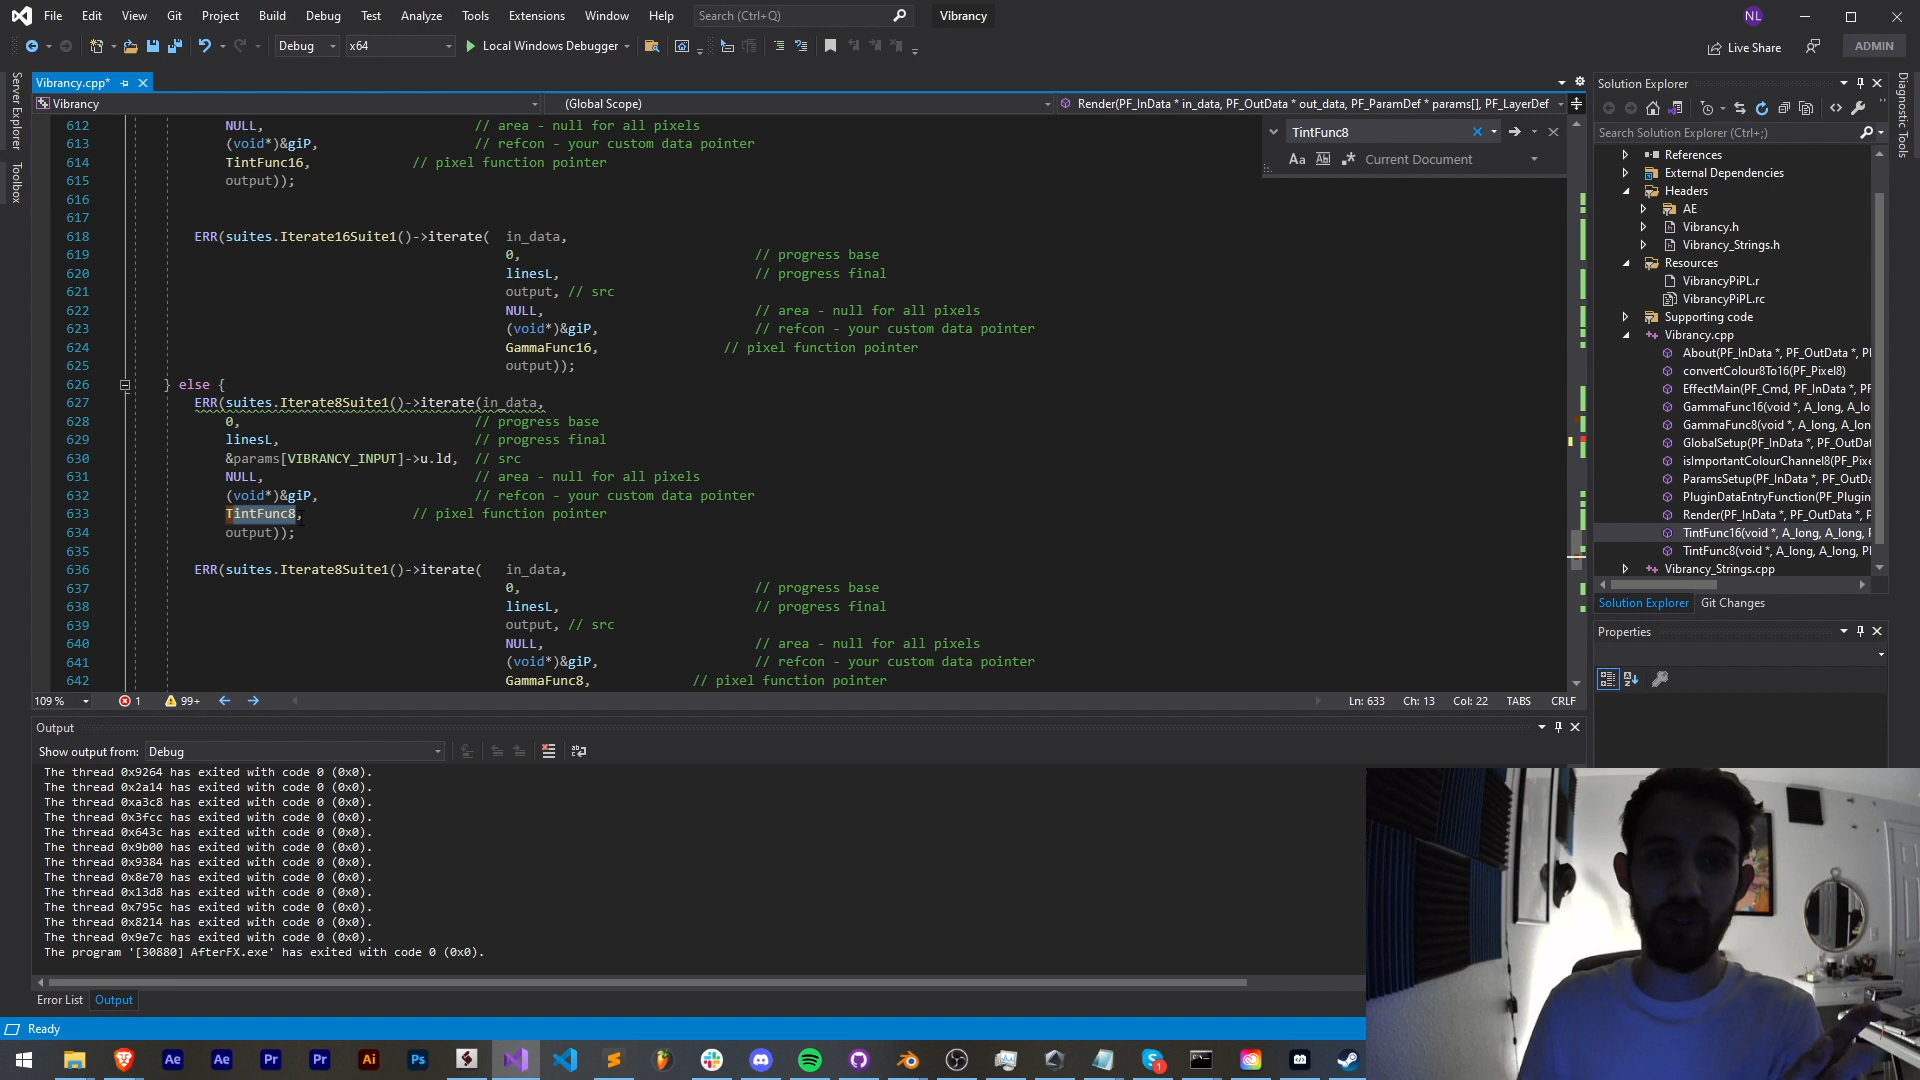 File Edit View Git Project Build Debug Test Analyze Tools Extensions Window Help Search (Ctrl+Q) Vibrancy NL
Debug x64 Local Windows Debugger Live Share ADMIN
Server Explorer
Toolbox
Vibrancy.cpp*
Vibrancy (Global Scope) Render(PF_InData * in_data, PF_OutData * out_data, PF_ParamDef * params[], PF_LayerDef
612 NULL, // area - null for all pixels
613 (void*)&giP, // refcon - your custom data pointer
614 TintFunc16, // pixel function pointer
615 output));
616
617
618 ERR(suites.Iterate16Suite1()->iterate( in_data,
619 0, // progress base
620 linesL, // progress final
621 output, // src
622 NULL, // area - null for all pixels
623 (void*)&giP, // refcon - your custom data pointer
624 GammaFunc16, // pixel function pointer
625 output));
626 } else {
627 ERR(suites.Iterate8Suite1()->iterate(in_data,
628 0, // progress base
629 linesL, // progress final
630 &params[VIBRANCY_INPUT]->u.ld, // src
631 NULL, // area - null for all pixels
632 (void*)&giP, // refcon - your custom data pointer
633 TintFunc8, // pixel function pointer
634 output));
635
636 ERR(suites.Iterate8Suite1()->iterate( in_data,
637 0, // progress base
638 linesL, // progress final
639 output, // src
640 NULL, // area - null for all pixels
641 (void*)&giP, // refcon - your custom data pointer
642 GammaFunc8, // pixel function pointer
TintFunc8
Aa Ab Current Document
109 % 1 99+ Ln: 633 Ch: 13 Col: 22 TABS CRLF
Output
Show output from: Debug
The thread 0x9264 has exited with code 0 (0x0).
The thread 0x2a14 has exited with code 0 (0x0).
The thread 0xa3c8 has exited with code 0 (0x0).
The thread 0x3fcc has exited with code 0 (0x0).
The thread 0x643c has exited with code 0 (0x0).
The thread 0x9b00 has exited with code 0 (0x0).
The thread 0x9384 has exited with code 0 (0x0).
The thread 0x8e70 has exited with code 0 (0x0).
The thread 0x13d8 has exited with code 0 (0x0).
The thread 0x795c has exited with code 0 (0x0).
The thread 0x8214 has exited with code 0 (0x0).
The thread 0x9e7c has exited with code 0 (0x0).
The program '[30880] AfterFX.exe' has exited with code 0 (0x0).
Error List Output
Ready
Solution Explorer
Search Solution Explorer (Ctrl+;)
References
External Dependencies
Headers
AE
Vibrancy.h
Vibrancy_Strings.h
Resources
VibrancyPiPL.r
VibrancyPiPL.rc
Supporting code
Vibrancy.cpp
About(PF_InData *, PF_OutData *, PI
convertColour8To16(PF_Pixel8)
EffectMain(PF_Cmd, PF_InData *, PF
GammaFunc16(void *, A_long, A_lo
GammaFunc8(void *, A_long, A_lon
GlobalSetup(PF_InData *, PF_OutDa
isImportantColourChannel8(PF_Pixe
ParamsSetup(PF_InData *, PF_OutDa
PluginDataEntryFunction(PF_Plugin
Render(PF_InData *, PF_OutData *, P
TintFunc16(void *, A_long, A_long, F
TintFunc8(void *, A_long, A_long, PI
Vibrancy_Strings.cpp
Solution Explorer Git Changes
Properties
Diagnostic Tools
Ae Ae Pr Pr Ai Ps
1